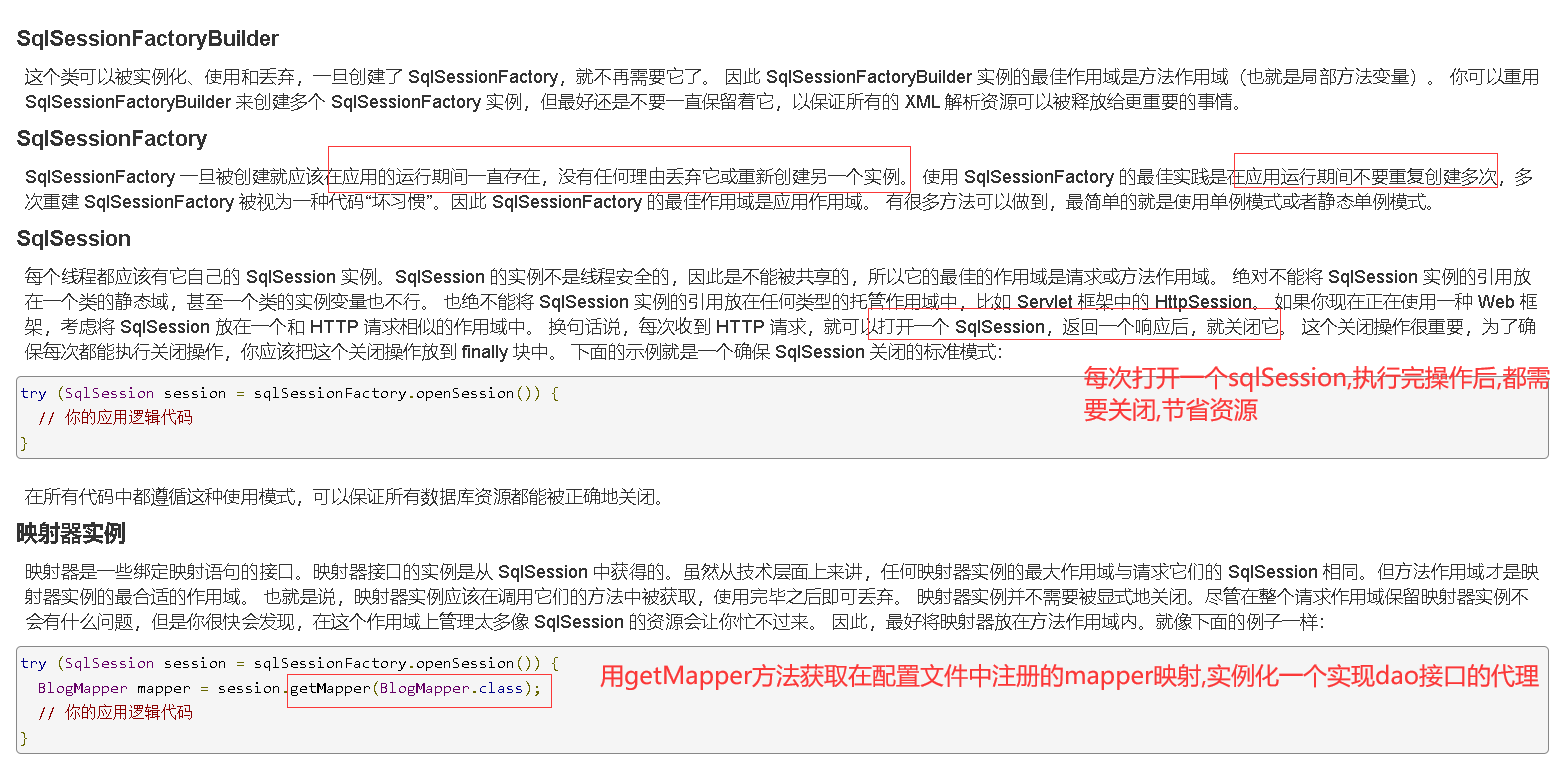 SqlSessionFactoryBuilder
这个类可以被实例化、使用和丢弃，一旦创建了 SqlSessionFactory，就不再需要它了。 因此 SqlSessionFactoryBuilder 实例的最佳作用域是方法作用域（也就是局部方法变量）。 你可以重用
SqlSessionFactoryBuilder 来创建多个 SqlSessionFactory 实例，但最好还是不要一直保留着它，以保证所有的 XML 解析资源可以被释放给更重要的事情。
SqlSessionFactory
SqlSessionFactory 一旦被创建就应该在应用的运行期间一直存在，没有任何理由丢弃它或重新创建另一个实例。 使用 SqlSessionFactory 的最佳实践是在应用运行期间不要重复创建多次，多
次重建 SqlSessionFactory 被视为一种代码“坏习惯”。因此 SqlSessionFactory 的最佳作用域是应用作用域。 有很多方法可以做到，最简单的就是使用单例模式或者静态单例模式。
SqlSession
每个线程都应该有它自己的 SqlSession 实例。SqlSession 的实例不是线程安全的，因此是不能被共享的，所以它的最佳的作用域是请求或方法作用域。 绝对不能将 SqlSession 实例的引用放
在一个类的静态域，甚至一个类的实例变量也不行。 也绝不能将 SqlSession 实例的引用放在任何类型的托管作用域中，比如 Servlet 框架中的 HttpSession。 如果你现在正在使用一种 Web 框
架，考虑将 SqlSession 放在一个和 HTTP 请求相似的作用域中。 换句话说，每次收到 HTTP 请求，就可以打开一个 SqlSession，返回一个响应后，就关闭它。 这个关闭操作很重要，为了确
保每次都能执行关闭操作，你应该把这个关闭操作放到 finally 块中。 下面的示例就是一个确保 SqlSession 关闭的标准模式：
每次打开一个sqlSession,执行完操作后,都需
要关闭,节省资源
try (SqlSession session = sqlSessionFactory.openSession()) {
// 你的应用逻辑代码
}
在所有代码中都遵循这种使用模式，可以保证所有数据库资源都能被正确地关闭。
映射器实例
映射器是一些绑定映射语句的接口。映射器接口的实例是从 SqlSession 中获得的。虽然从技术层面上来讲，任何映射器实例的最大作用域与请求它们的 SqlSession 相同。但方法作用域才是映
射器实例的最合适的作用域。 也就是说，映射器实例应该在调用它们的方法中被获取，使用完毕之后即可丢弃。 映射器实例并不需要被显式地关闭。尽管在整个请求作用域保留映射器实例不
会有什么问题，但是你很快会发现，在这个作用域上管理太多像 SqlSession 的资源会让你忙不过来。 因此，最好将映射器放在方法作用域内。就像下面的例子一样：
try (SqlSession session = sqlSessionFactory.openSession()) {
用getMapper方法获取在配置文件中注册的mapper映射,实例化一个实现dao接口的代理
BlogMapper mapper = session.getMapper(BlogMapper.class);
// 你的应用逻辑代码
}